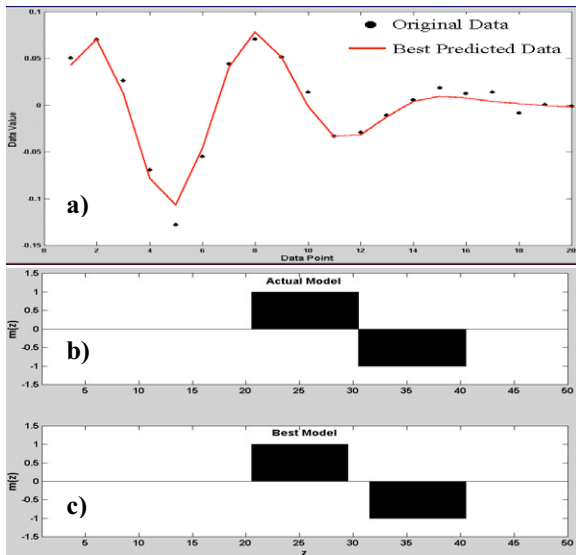 0.1
0.05
0
-0.05
-0.1
-0.15
Data Value
Original Data
Best Predicted Data
a)
0 2 4 6 8 10 12 14 16 18 20
Data Point
Actual Model
1.5
1
0.5
0
-0.5
-1
-1.5
m(z)
b)
5 10 15 20 25 30 35 40 45 50
Best Model
1.5
1
0.5
0
-0.5
-1
-1.5
m(z)
c)
5 10 15 20 25 30 35 40 45 50
z